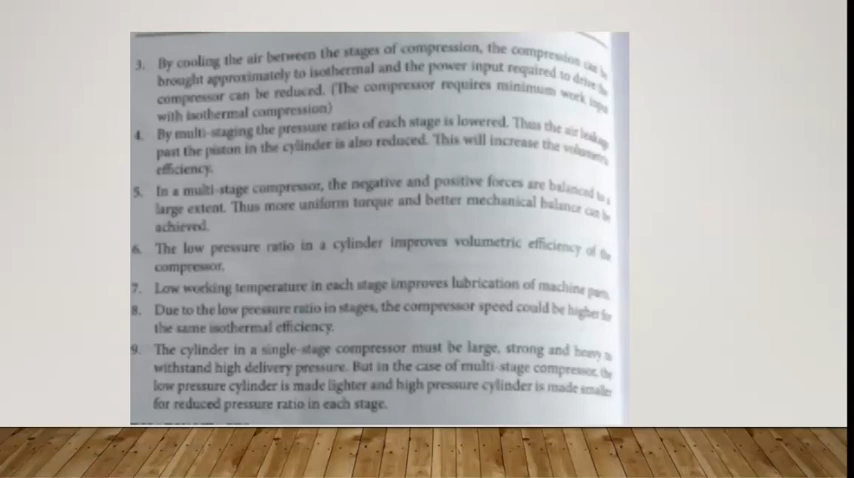 3. By cooling the air between the stages of compression, the compression can be
brought approximately to isothermal and the power input required to drive the
compressor can be reduced. (The compressor requires minimum work input
with isothermal compression)
4. By multi-staging the pressure ratio of each stage is lowered. Thus the air leakage
past the piston in the cylinder is also reduced. This will increase the volumetric
efficiency.
5. In a multi-stage compressor, the negative and positive forces are balanced to a
large extent. Thus more uniform torque and better mechanical balance can be
achieved.
6. The low pressure ratio in a cylinder improves volumetric efficiency of the
compressor.
7. Low working temperature in each stage improves lubrication of machine parts.
8. Due to the low pressure ratio in stages, the compressor speed could be higher for
the same isothermal efficiency.
9. The cylinder in a single-stage compressor must be large, strong and heavy to
withstand high delivery pressure. But in the case of multi-stage compressor, the
low pressure cylinder is made lighter and high pressure cylinder is made smaller
for reduced pressure ratio in each stage.